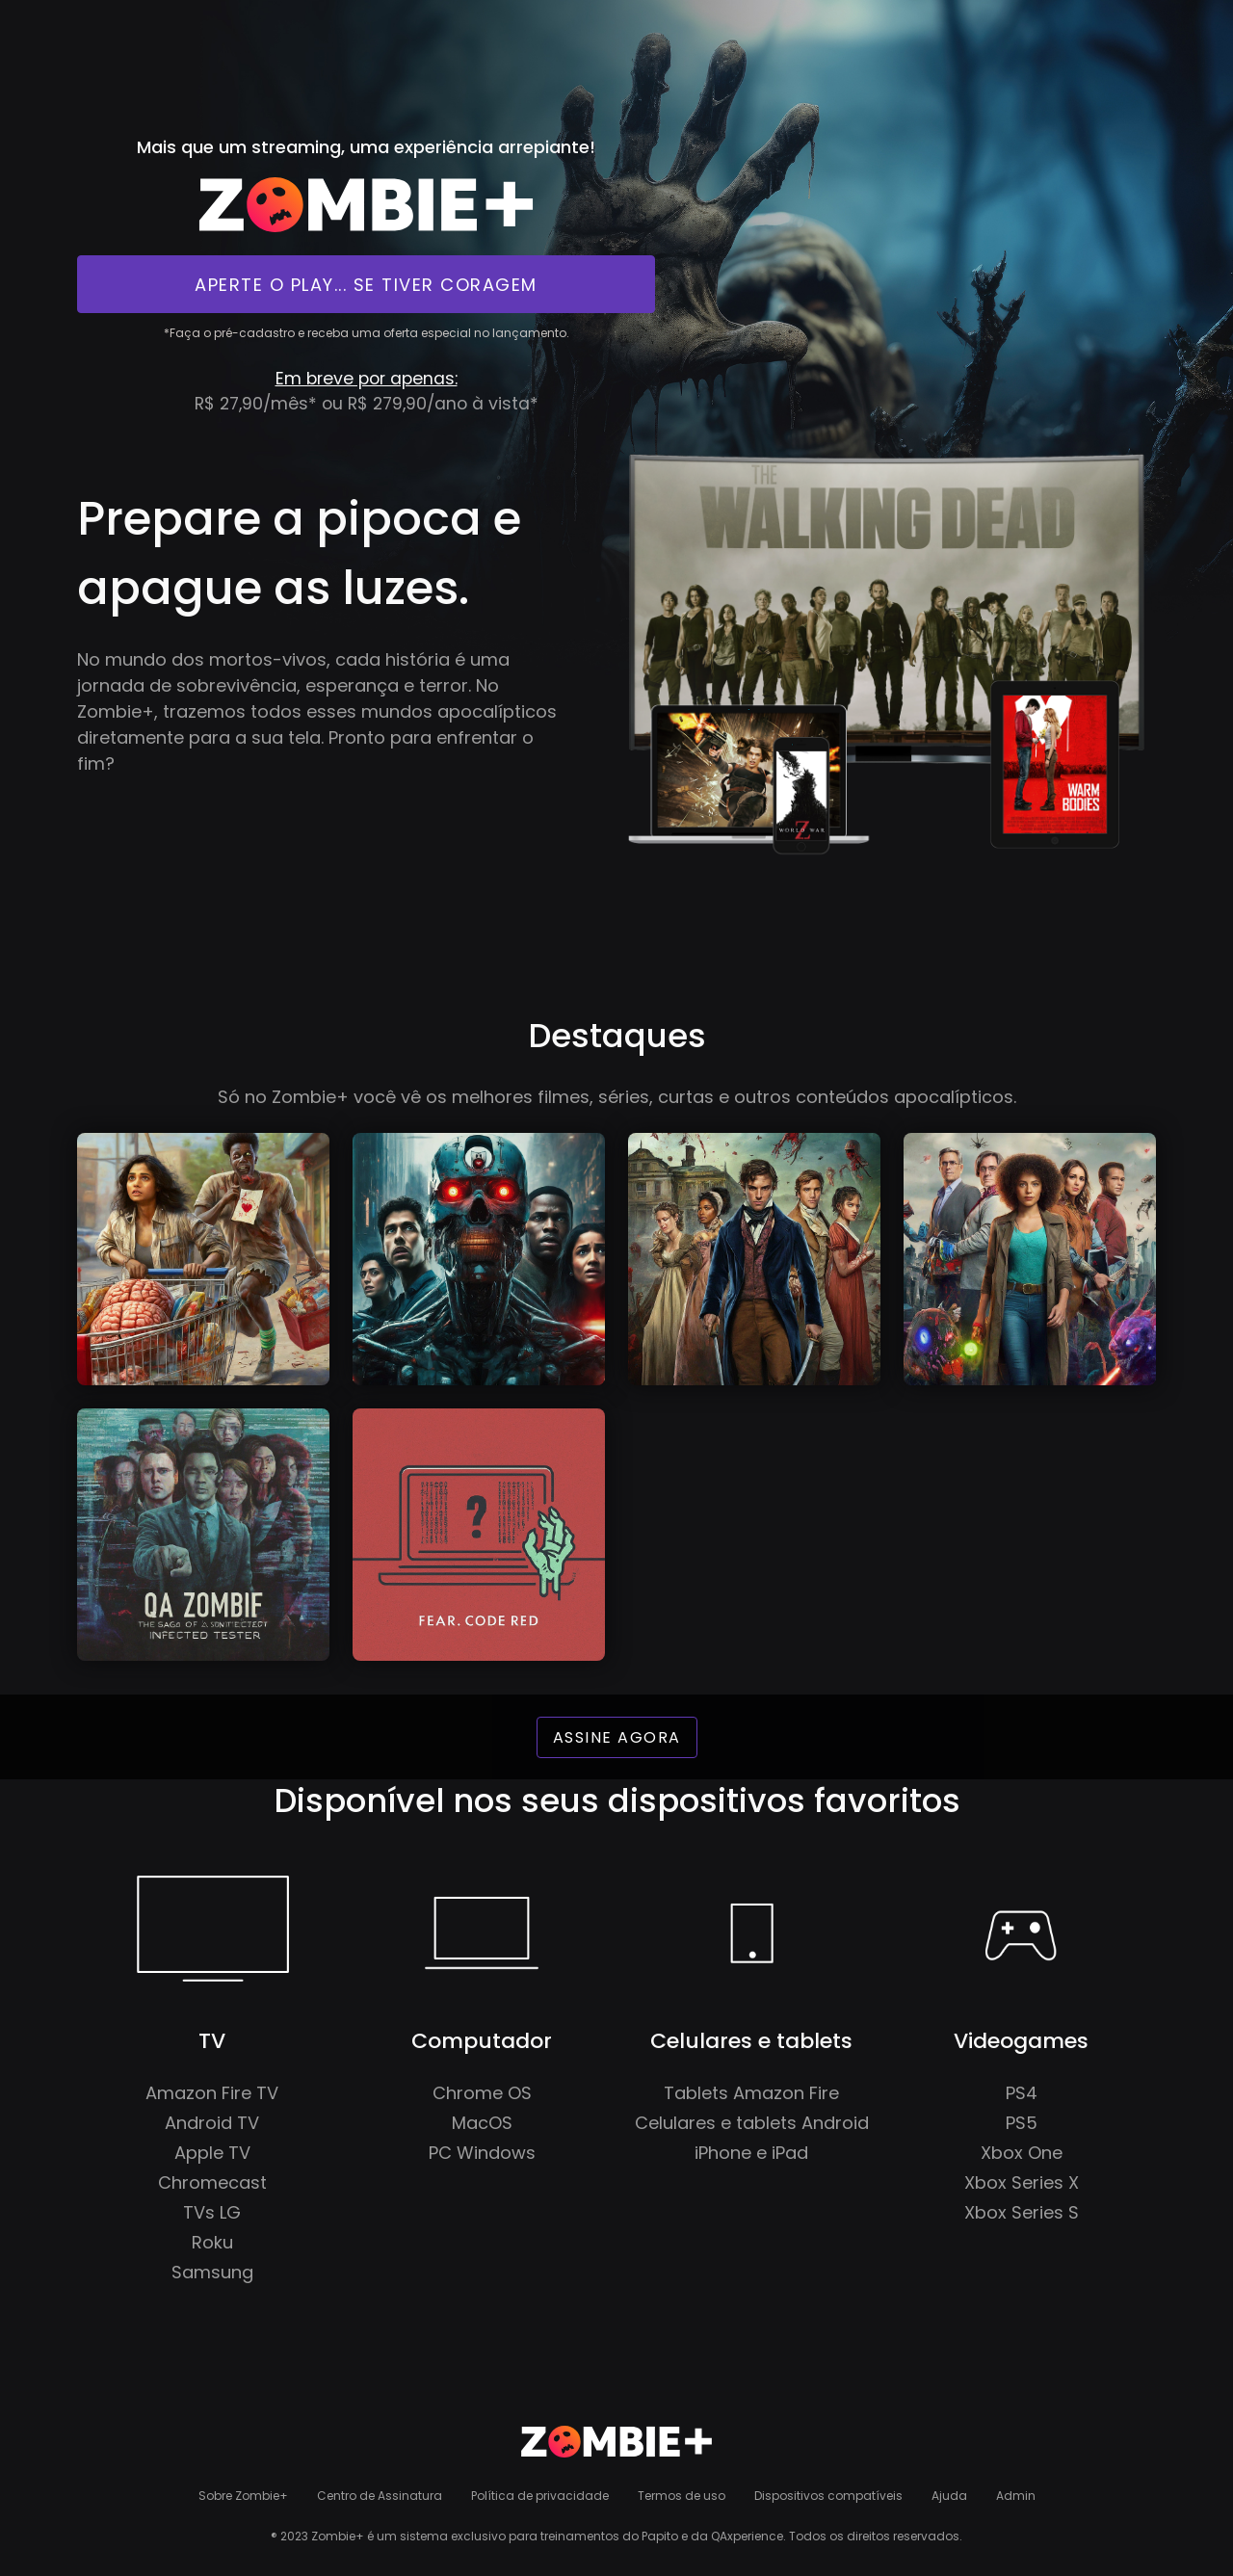 Mais que um streaming, uma experiência arrepiante!
ZOMBIE+
APERTE O PLAY... SE TIVER CORAGEM
*Faça o pré-cadastro e receba uma oferta especial no lançamento.
Em breve por apenas:
R$ 27,90/mês* ou R$ 279,90/ano à vista*
THE
WALKING DEAD
Prepare a pipoca e
apague as luzes.
No mundo dos mortos-vivos, cada história é uma
jornada de sobrevivência, esperança e terror. No
Zombie+, trazemos todos esses mundos apocalípticos
diretamente para a sua tela. Pronto para enfrentar o
fim?
WORLD WAR
Z
WARM
BODIES
Destaques
Só no Zombie+ você vê os melhores filmes, séries, curtas e outros conteúdos apocalípticos.
QA ZOMBIE
THE SAGA OF
INFECTED TESTER
?
FEAR. CODE RED
ASSINE AGORA
Disponível nos seus dispositivos favoritos
TV
Amazon Fire TV
Android TV
Apple TV
Chromecast
TVs LG
Roku
Samsung
Computador
Chrome OS
MacOS
PC Windows
Celulares e tablets
Tablets Amazon Fire
Celulares e tablets Android
iPhone e iPad
Videogames
PS4
PS5
Xbox One
Xbox Series X
Xbox Series S
ZOMBIE+
Sobre Zombie+ Centro de Assinatura Política de privacidade Termos de uso Dispositivos compatíveis Ajuda Admin
® 2023 Zombie+ é um sistema exclusivo para treinamentos do Papito e da QAxperience. Todos os direitos reservados.